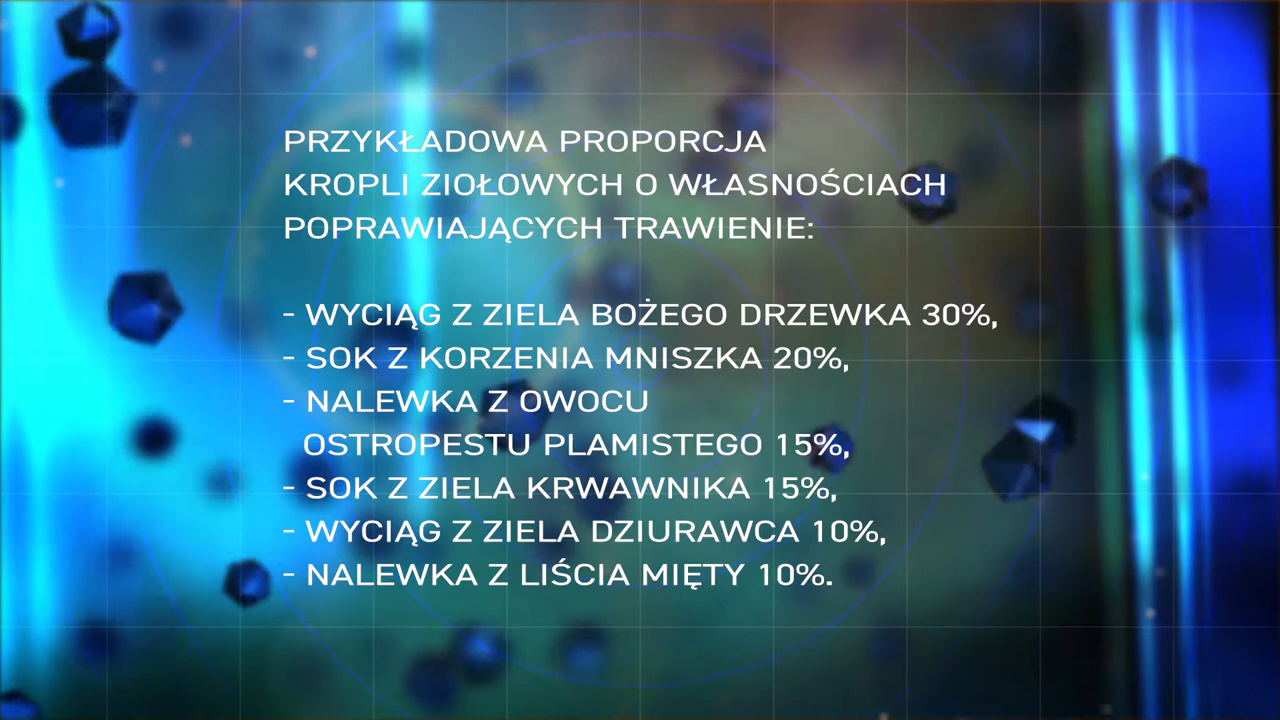 PRZYKŁADOWA PROPORCJA
KROPLI ZIOŁOWYCH O WŁASNOŚCIACH
POPRAWIAJĄCYCH TRAWIENIE:
- WYCIĄG Z ZIELA BOŻEGO DRZEWKA 30%,
- SOK Z KORZENIA MNISZKA 20%,
- NALEWKA Z OWOCU
OSTROPESTU PLAMISTEGO 15%,
- SOK Z ZIELA KRWAWNIKA 15%,
- WYCIĄG Z ZIELA DZIURAWCA 10%,
- NALEWKA Z LIŚCIA MIĘTY 10%.